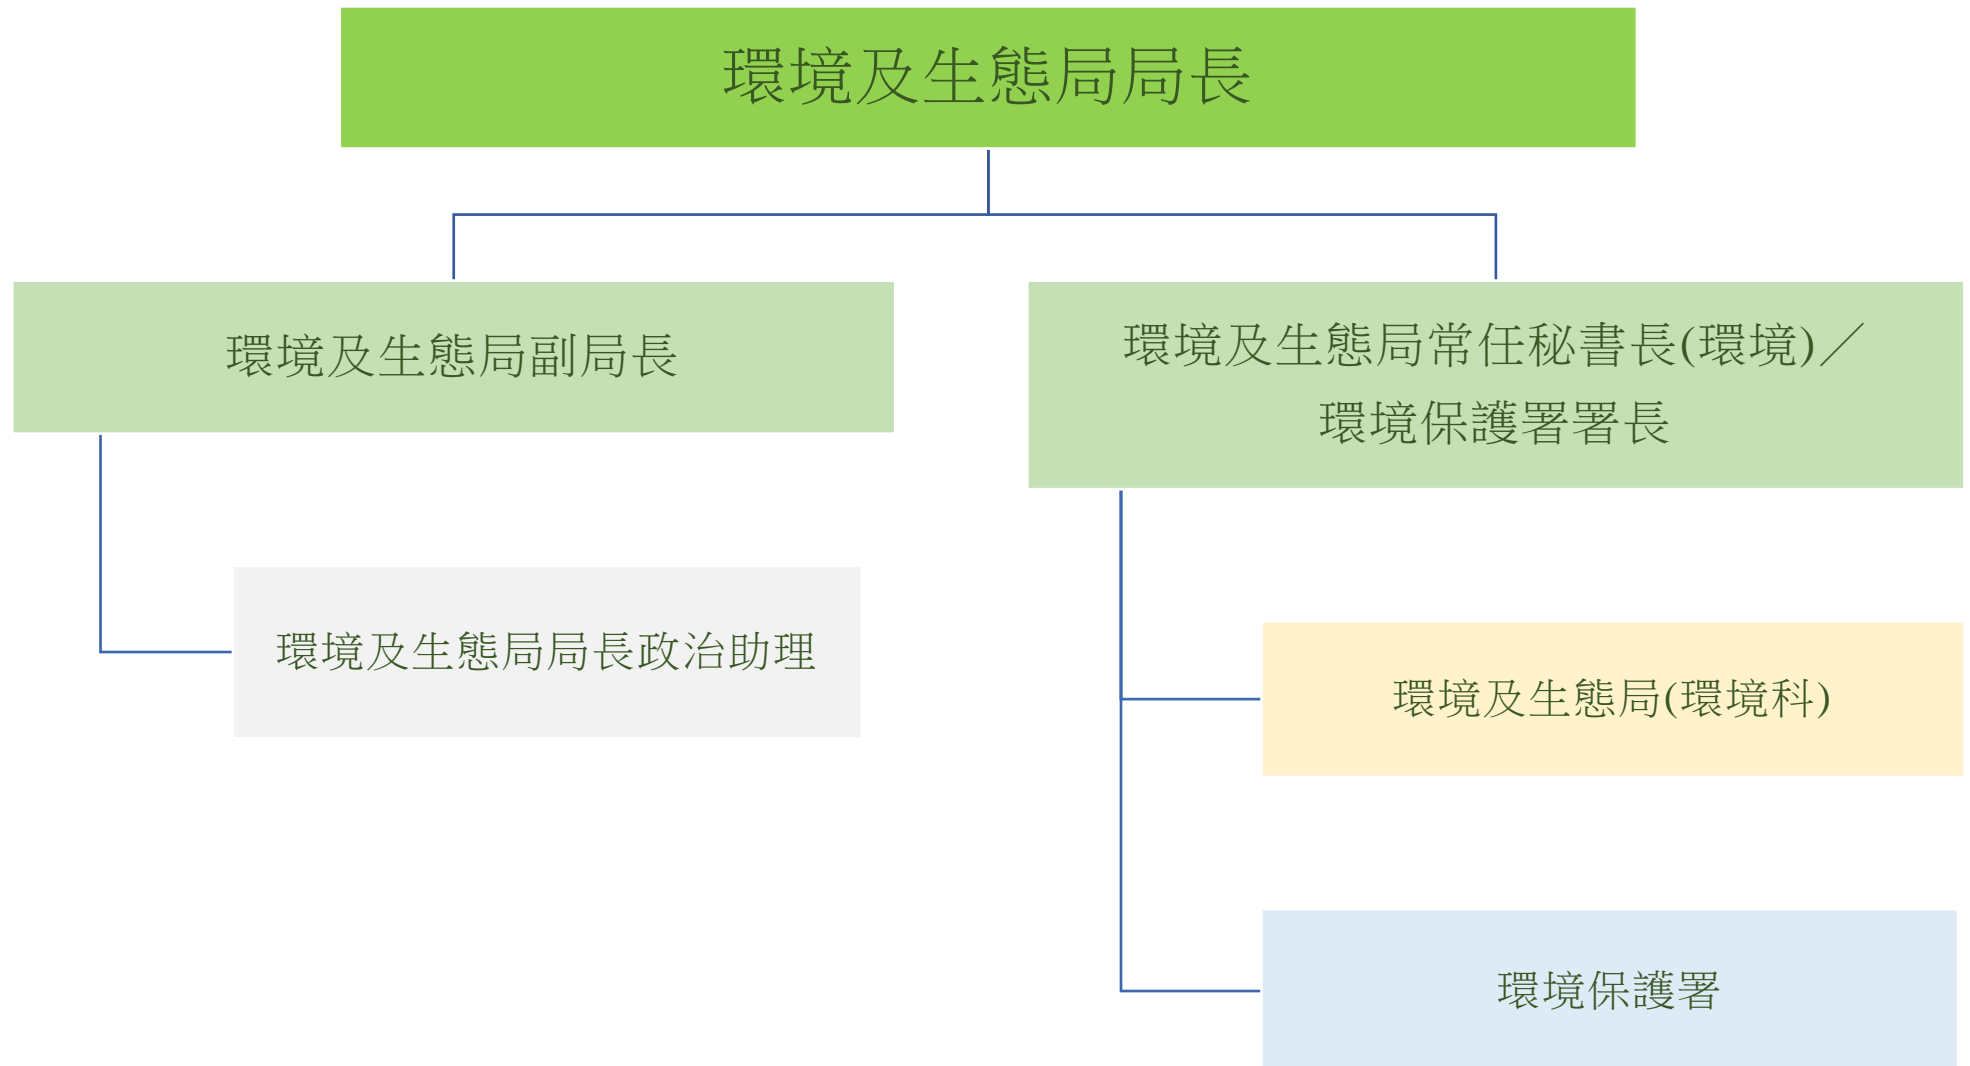 環境及生態局局長
環境及生態局副局長
環境及生態局常任秘書長(環境)／
環境保護署署長
環境及生態局局長政治助理
環境及生態局(環境科)
環境保護署